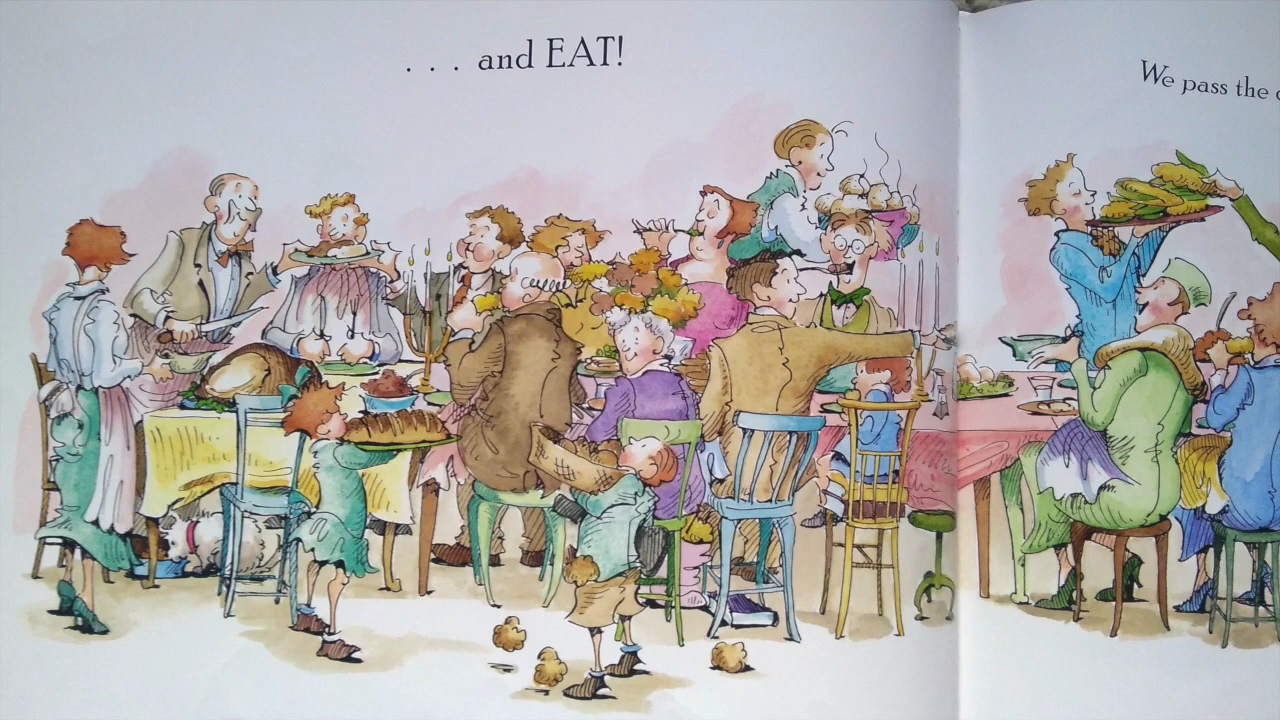 . . . and EAT!
We pass the